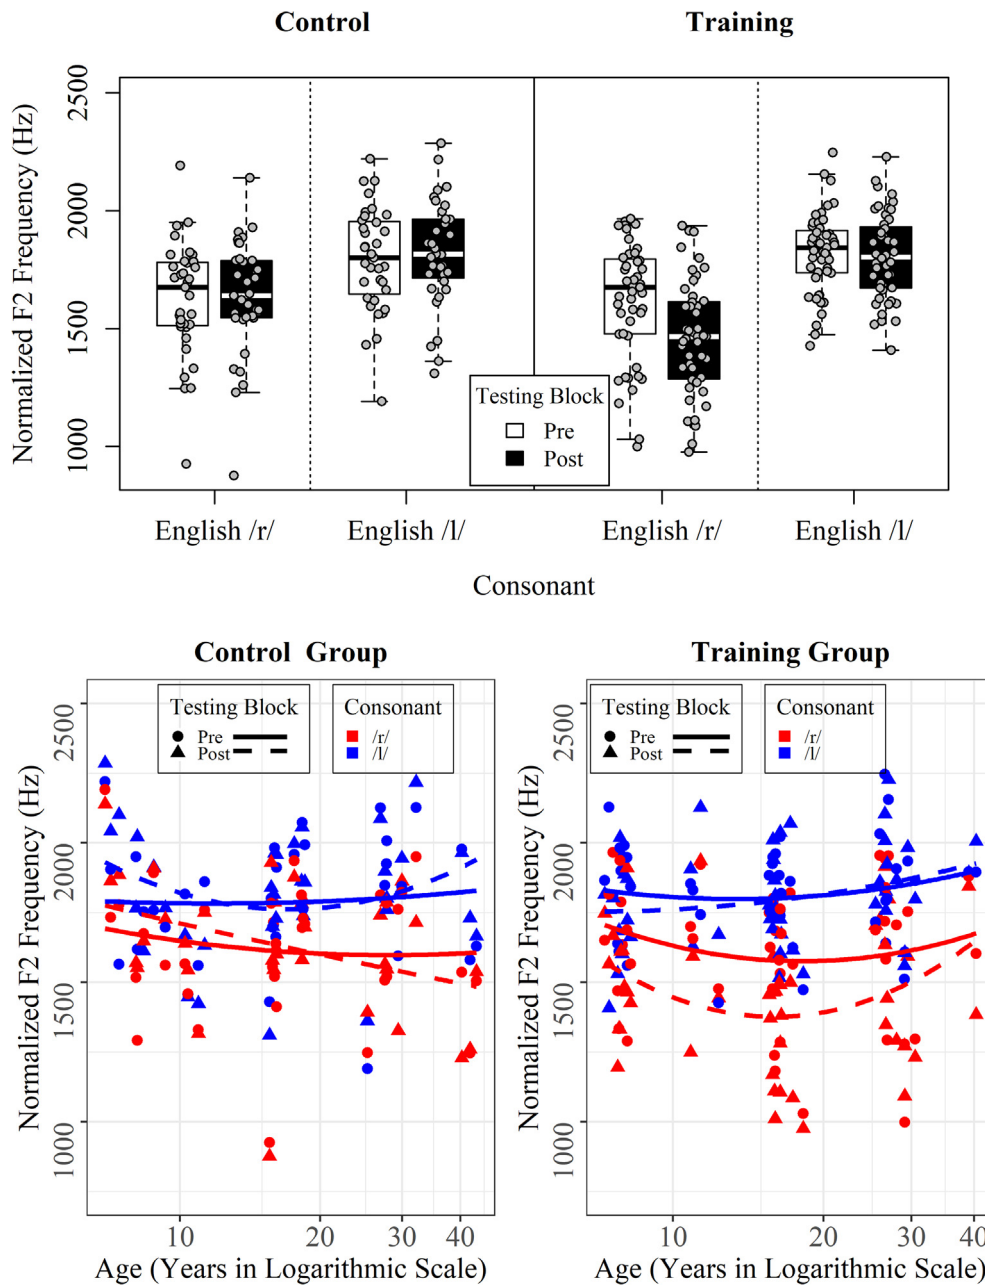 Control Training
Normalized F2 Frequency (Hz)
2500
2000
1500
1000
Testing Block
Pre
Post
English /r/ English /l/ English /r/ English /l/
Consonant
Control Group
Normalized F2 Frequency (Hz)
2500
2000
1500
1000
Testing Block
Pre
Post
Consonant
/r/
/l/
10 20 30 40
Age (Years in Logarithmic Scale)
Training Group
Normalized F2 Frequency (Hz)
2500
2000
1500
1000
Testing Block
Pre
Post
Consonant
/r/
/l/
10 20 30 40
Age (Years in Logarithmic Scale)